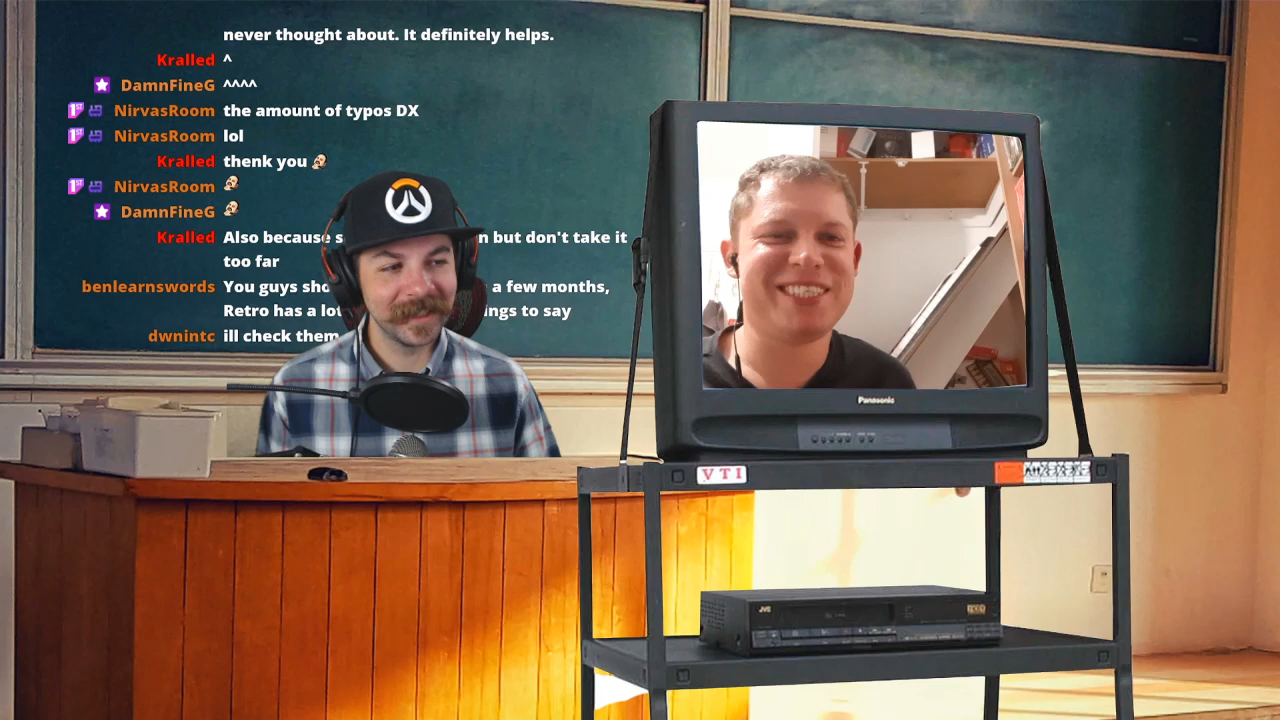 never thought about. It definitely helps.
Kralled ^
DamnFineG ^^^^
NirvasRoom the amount of typos DX
NirvasRoom lol
Kralled thenk you
NirvasRoom
DamnFineG
Kralled Also because s n but don't take it
too far
benlearnswords You guys sho a few months,
Retro has a lo ings to say
dwnintc ill check them
Panasonic
VTI
JVC